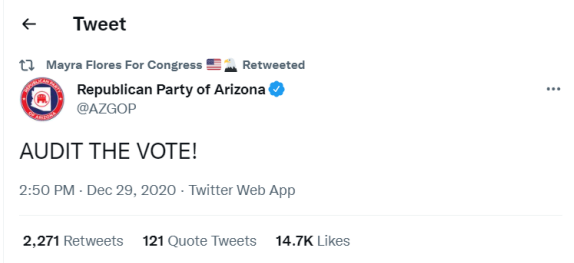 Tweet
Mayra Flores For Congress 🇺🇸 Retweeted
Republican Party of Arizona
@AZGOP
AUDIT THE VOTE!
2:50 PM · Dec 29, 2020 · Twitter Web App
2,271 Retweets 121 Quote Tweets 14.7K Likes